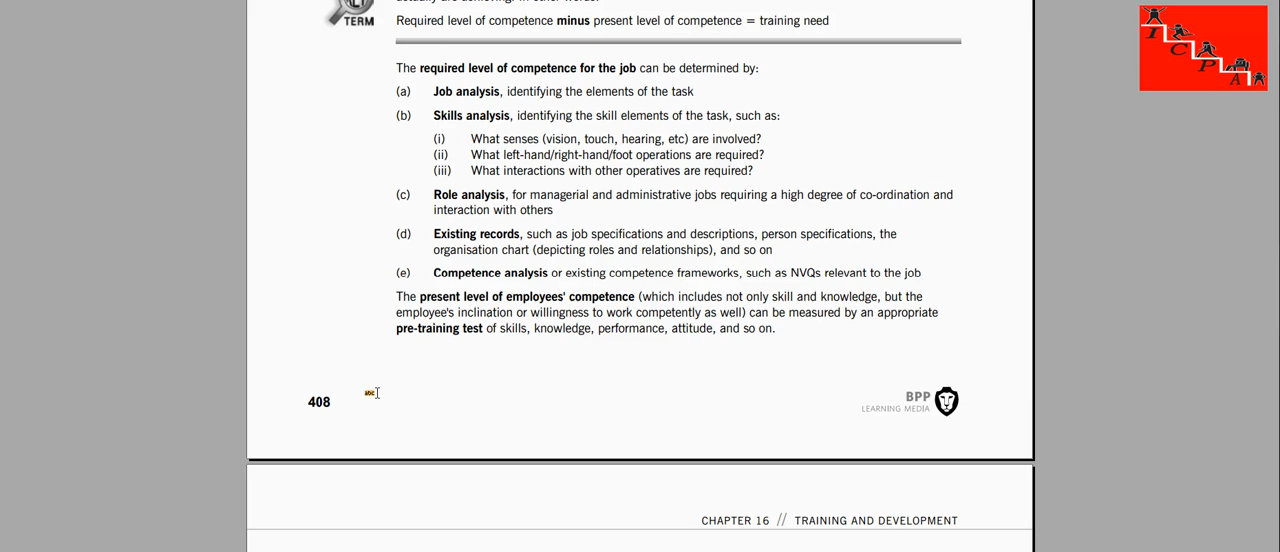 TERM
Required level of competence minus present level of competence = training need
I
C
P
A
The required level of competence for the job can be determined by:
(a) Job analysis, identifying the elements of the task
(b) Skills analysis, identifying the skill elements of the task, such as:
(i) What senses (vision, touch, hearing, etc) are involved?
(ii) What left-hand/right-hand/foot operations are required?
(iii) What interactions with other operatives are required?
(c) Role analysis, for managerial and administrative jobs requiring a high degree of co-ordination and
interaction with others
(d) Existing records, such as job specifications and descriptions, person specifications, the
organisation chart (depicting roles and relationships), and so on
(e) Competence analysis or existing competence frameworks, such as NVQs relevant to the job
The present level of employees' competence (which includes not only skill and knowledge, but the
employee's inclination or willingness to work competently as well) can be measured by an appropriate
pre-training test of skills, knowledge, performance, attitude, and so on.
abc
408
BPP
LEARNING MEDIA
CHAPTER 16 // TRAINING AND DEVELOPMENT